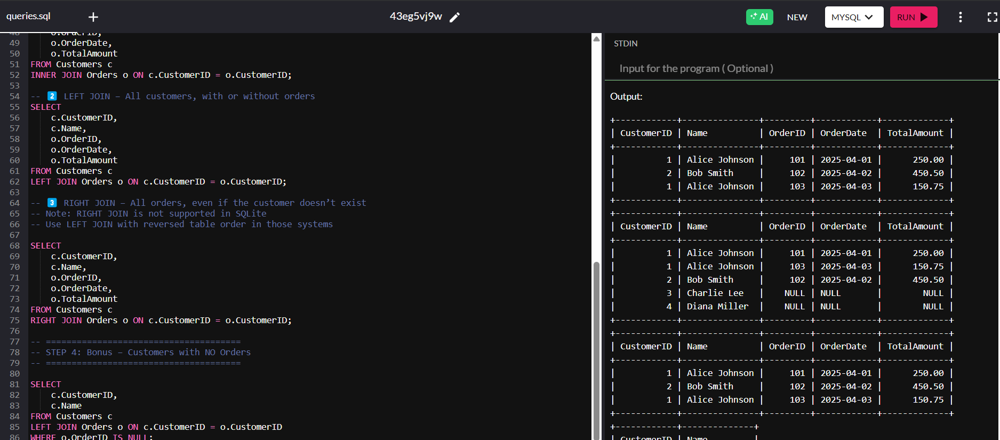 queries.sql + 43eg5vj9w AI NEW MYSQL RUN
48 o.OrderID,
49 o.OrderDate,
50 o.TotalAmount
51 FROM Customers c
52 INNER JOIN Orders o ON c.CustomerID = o.CustomerID;
53
54 -- 2️⃣ LEFT JOIN – All customers, with or without orders
55 SELECT
56 c.CustomerID,
57 c.Name,
58 o.OrderID,
59 o.OrderDate,
60 o.TotalAmount
61 FROM Customers c
62 LEFT JOIN Orders o ON c.CustomerID = o.CustomerID;
63
64 -- 3️⃣ RIGHT JOIN – All orders, even if the customer doesn’t exist
65 -- Note: RIGHT JOIN is not supported in SQLite
66 -- Use LEFT JOIN with reversed table order in those systems
67
68 SELECT
69 c.CustomerID,
70 c.Name,
71 o.OrderID,
72 o.OrderDate,
73 o.TotalAmount
74 FROM Customers c
75 RIGHT JOIN Orders o ON c.CustomerID = o.CustomerID;
76
77 -- ======================================
78 -- STEP 4: Bonus – Customers with NO Orders
79 -- ======================================
80
81 SELECT
82 c.CustomerID,
83 c.Name
84 FROM Customers c
85 LEFT JOIN Orders o ON c.CustomerID = o.CustomerID
86 WHERE o.OrderID IS NULL;
STDIN
Input for the program ( Optional )
Output:
+------------+---------------+---------+------------+-------------+
| CustomerID | Name          | OrderID | OrderDate  | TotalAmount |
+------------+---------------+---------+------------+-------------+
|          1 | Alice Johnson |     101 | 2025-04-01 |      250.00 |
|          2 | Bob Smith     |     102 | 2025-04-02 |      450.50 |
|          1 | Alice Johnson |     103 | 2025-04-03 |      150.75 |
+------------+---------------+---------+------------+-------------+
+------------+---------------+---------+------------+-------------+
| CustomerID | Name          | OrderID | OrderDate  | TotalAmount |
+------------+---------------+---------+------------+-------------+
|          1 | Alice Johnson |     101 | 2025-04-01 |      250.00 |
|          1 | Alice Johnson |     103 | 2025-04-03 |      150.75 |
|          2 | Bob Smith     |     102 | 2025-04-02 |      450.50 |
|          3 | Charlie Lee   |    NULL | NULL       |        NULL |
|          4 | Diana Miller  |    NULL | NULL       |        NULL |
+------------+---------------+---------+------------+-------------+
+------------+---------------+---------+------------+-------------+
| CustomerID | Name          | OrderID | OrderDate  | TotalAmount |
+------------+---------------+---------+------------+-------------+
|          1 | Alice Johnson |     101 | 2025-04-01 |      250.00 |
|          2 | Bob Smith     |     102 | 2025-04-02 |      450.50 |
|          1 | Alice Johnson |     103 | 2025-04-03 |      150.75 |
+------------+---------------+---------+------------+-------------+
+------------+--------------+
| CustomerID | Name         |